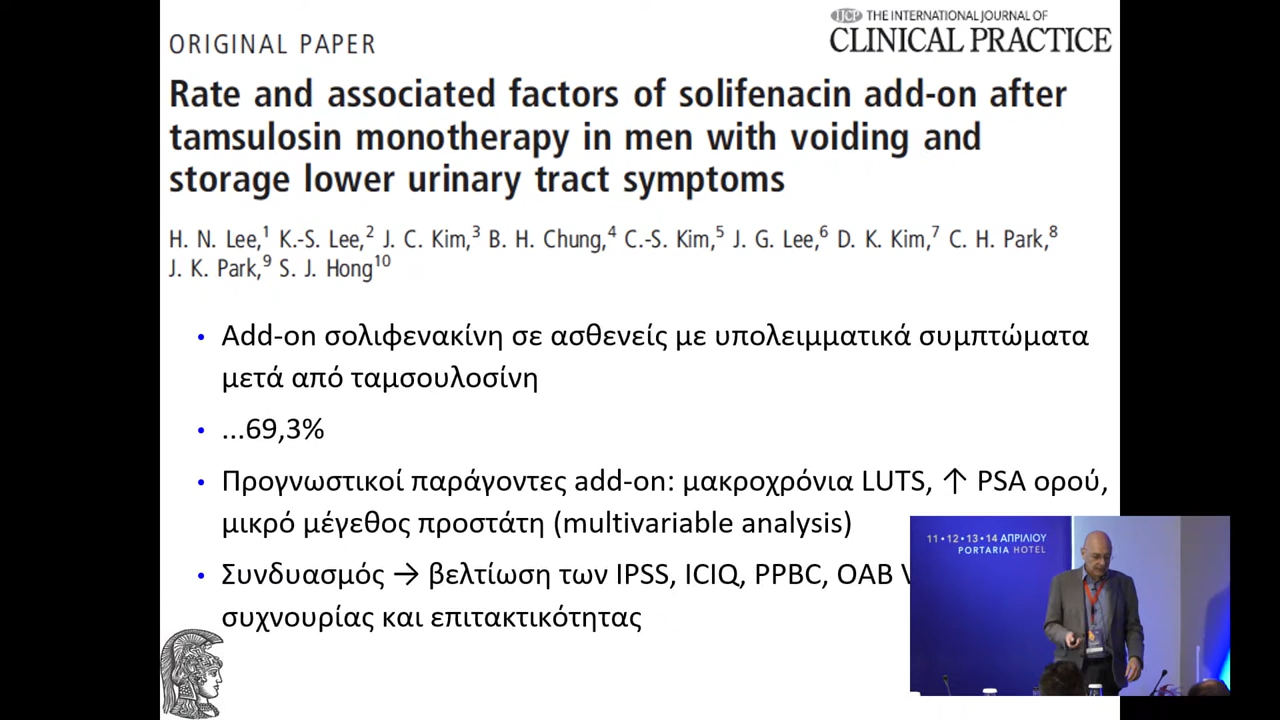 IJCP THE INTERNATIONAL JOURNAL OF
CLINICAL PRACTICE
ORIGINAL PAPER
Rate and associated factors of solifenacin add-on after
tamsulosin monotherapy in men with voiding and
storage lower urinary tract symptoms
H. N. Lee,1 K.-S. Lee,2 J. C. Kim,3 B. H. Chung,4 C.-S. Kim,5 J. G. Lee,6 D. K. Kim,7 C. H. Park,8
J. K. Park,9 S. J. Hong10
• Add-on σολιφενακίνη σε ασθενείς με υπολειμματικά συμπτώματα
μετά από ταμσουλοσίνη
• ...69,3%
• Προγνωστικοί παράγοντες add-on: μακροχρόνια LUTS, ↑ PSA ορού,
μικρό μέγεθος προστάτη (multivariable analysis)
• Συνδυασμός → βελτίωση των IPSS, ICIQ, PPBC, OAB
συχνουρίας και επιτακτικότητας
11•12•13•14 ΑΠΡΙΛΙΟΥ
PORTARIA HOTEL